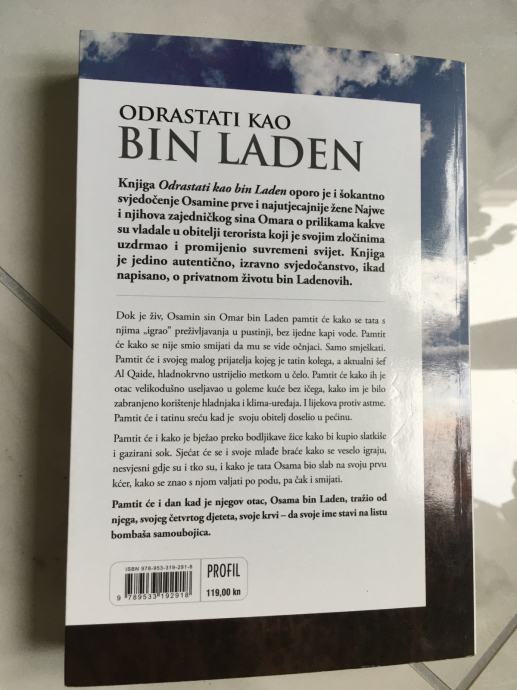 ODRASTATI KAO
BIN LADEN
Knjiga Odrastati kao bin Laden oporo je i šokantno
svjedočenje Osamine prve i najutjecajnije žene Najwe
i njihova zajedničkog sina Omara o prilikama kakve
su vladale u obitelji terorista koji je svojim zločinima
uzdrmao i promijenio suvremeni svijet. Knjiga
je jedino autentično, izravno svjedočanstvo, ikad
napisano, o privatnom životu bin Ladenovih.
Dok je živ, Osamin sin Omar bin Laden pamtit će kako se tata s
njima „igrao” preživljavanja u pustinji, bez ijedne kapi vode. Pamtit
će kako se nije smio smijati da mu se vide očnjaci. Samo smješkati.
Pamtit će i svojeg malog prijatelja kojeg je tatin kolega, a aktualni šef
Al Qaide, hladnokrvno ustrijelio metkom u čelo. Pamtit će kako ih je
otac velikodušno useljavao u goleme kuće bez ičega, kako im je bilo
zabranjeno korištenje hladnjaka i klima-uređaja. I lijekova protiv astme.
Pamtit će i tatinu sreću kad je svoju obitelj doselio u pećinu.
Pamtit će i kako je bježao preko bodljikave žice kako bi kupio slatkiše
i gazirani sok. Sjećat će se i svoje mlađe braće kako se veselo igraju,
nesvjesni gdje su i tko su, i kako je tata Osama bio slab na svoju prvu
kćer, kako se znao s njom valjati po podu, pa čak i smijati.
Pamtit će i dan kad je njegov otac, Osama bin Laden, tražio od
njega, svojeg četvrtog djeteta, svoje krvi – da svoje ime stavi na listu
bombaša samoubojica.
ISBN 978-953-319-291-8
9 789533 192918
PROFIL
119,00 kn